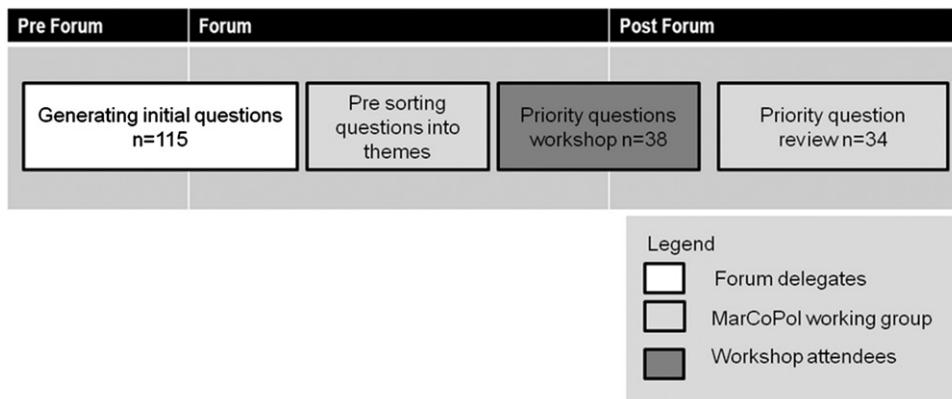 Pre Forum
Forum
Post Forum
Generating initial questions
n=115
Pre sorting
questions into
themes
Priority questions
workshop n=38
Priority question
review n=34
Legend
Forum delegates
MarCoPol working group
Workshop attendees